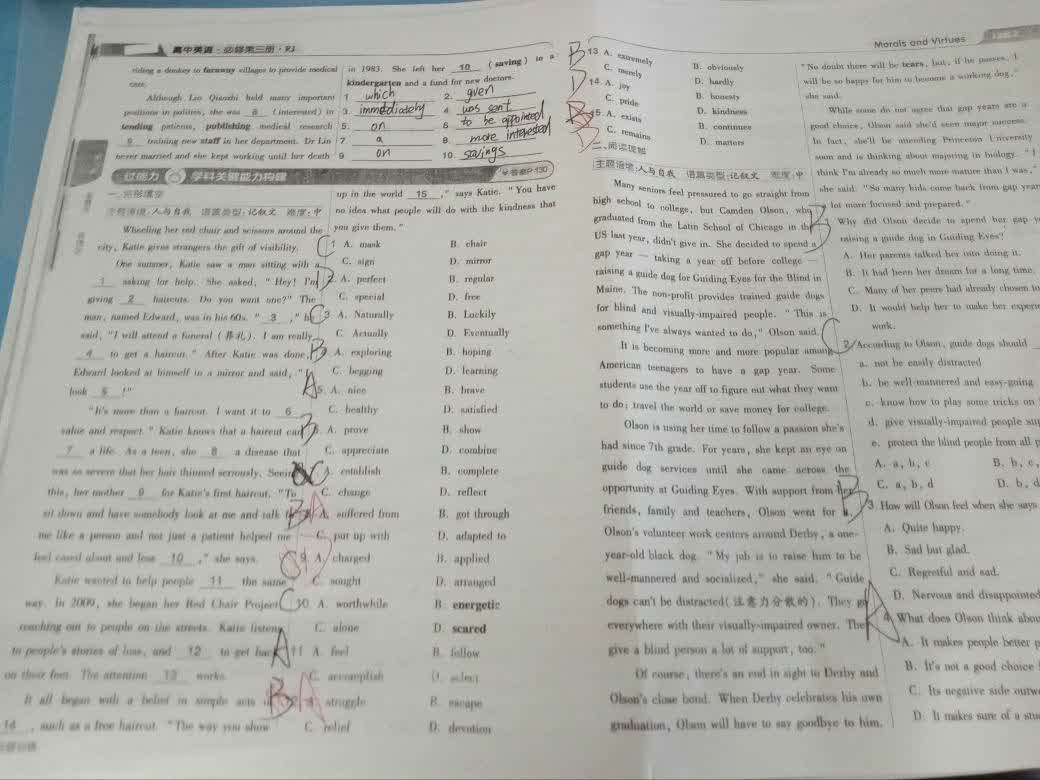 高中英语·必修第三册·RJ
riding a donkey to faraway villages to provide medical
care.
Although Lin Qiaozhi held many important
positions in politics, she was 8 (interested) in
tending patients, publishing medical research
9 training new staff in her department. Dr Lin
never married and she kept working until her death
in 1983. She left her 10 (saving) to a
kindergarten and a fund for new doctors.
1. which 2. given
3. immediately 4. was sent
5. on 6. to be appointed
7. a 8. more interested
9. on 10. savings
答案P130
过能力 学科关键能力构建
一、完形填空
主题语境:人与自我 语篇类型:记叙文 难度:中
Wheeling her red chair and scissors around the
city, Katie gives strangers the gift of visibility.
One summer, Katie saw a man sitting with a
1 asking for help. She asked, "Hey! I'm
giving 2 haircuts. Do you want one?" The
man, named Edward, was in his 60s. "3," he
said, "I will attend a funeral (葬礼). I am really
4 to get a haircut." After Katie was done,
Edward looked at himself in a mirror and said, "I
look 5 !"
"It's more than a haircut. I want it to 6
value and respect." Katie knows that a haircut can
7 a life. As a teen, she 8 a disease that
was so severe that her hair thinned seriously. Seeing
this, her mother 9 for Katie's first haircut. "To
sit down and have somebody look at me and talk
me like a person and not just a patient helped me
feel cared about and less 10 ," she says.
Katie wanted to help people 11 the same
way. In 2009, she began her Red Chair Project
reaching out to people on the streets. Katie listens
to people's stories of loss, and 12 to get back
on their feet. The attention 13 works.
It all began with a belief in simple acts
14 , such as a free haircut. "The way you show
up in the world 15 ," says Katie. "You have
no idea what people will do with the kindness that
you give them."
C 1. A. mask B. chair
C. sign D. mirror
D 2. A. perfect B. regular
C. special D. free
C 3. A. Naturally B. Luckily
C. Actually D. Eventually
B 4. A. exploring B. hoping
C. begging D. learning
A 5. A. nice B. brave
C. healthy D. satisfied
B 6. A. prove B. show
C. appreciate D. combine
C A. establish B. complete
C. change D. reflect
B A A. suffered from B. got through
C. put up with D. adapted to
9. A. charged B. applied
C. sought D. arranged
C 10. A. worthwhile B. energetic
C. alone D. scared
A 11. A. feel B. follow
C. accomplish D. select
B A A. struggle B. escape
C. relief D. devotion
Morals and Virtues
B 13. A. extremely B. obviously
C. merely D. hardly
D 14. A. joy B. honesty
C. pride D. kindness
15. A. exists B. continues
C. remains D. matters
二、阅读理解
主题语境:人与自我 语篇类型:记叙文 难度:中
Many seniors feel pressured to go straight from
high school to college, but Camden Olson, who
graduated from the Latin School of Chicago in the
US last year, didn't give in. She decided to spend a
gap year — taking a year off before college —
raising a guide dog for Guiding Eyes for the Blind in
Maine. The non-profit provides trained guide dogs
for blind and visually-impaired people. "This is
something I've always wanted to do," Olson said.
It is becoming more and more popular among
American teenagers to have a gap year. Some
students use the year off to figure out what they want
to do; travel the world or save money for college.
Olson is using her time to follow a passion she's
had since 7th grade. For years, she kept an eye on
guide dog services until she came across the
opportunity at Guiding Eyes. With support from her
friends, family and teachers, Olson went for it.
Olson's volunteer work centers around Derby, a one-
year-old black dog. "My job is to raise him to be
well-mannered and socialized," she said. "Guide
dogs can't be distracted(注意力分散的). They go
everywhere with their visually-impaired owner. The
give a blind person a lot of support, too."
Of course, there's an end in sight to Derby and
Olson's close bond. When Derby celebrates his own
graduation, Olson will have to say goodbye to him.
"No doubt there will be tears, but, if he passes, I
will be so happy for him to become a working dog,"
she said.
While some do not agree that gap years are a
good choice, Olson said she'd seen major success.
In fact, she'll be attending Princeton University
soon and is thinking about majoring in biology. "I
think I'm already so much more mature than I was,"
she said. "So many kids come back from gap year
a lot more focused and prepared."
B 1. Why did Olson decide to spend her gap
raising a guide dog in Guiding Eyes?
A. Her parents talked her into doing it.
B. It had been her dream for a long time.
C. Many of her peers had already chosen to
D. It would help to make her
work.
C 2. According to Olson, guide dogs should
a. not be easily distracted
b. be well-mannered and easy-going
c. know how to play some tricks on
d. give visually-impaired people
e. protect the blind people from all
A. a, b, c B. b, c,
C. a, b, d D. b, d
B 3. How will Olson feel when she says
A. Quite happy.
B. Sad but glad.
C. Regretful and sad.
D. Nervous and disappointed
A 4. What does Olson think
A. It makes people better
B. It's not a good choice
C. Its negative side
D. It makes sure of a